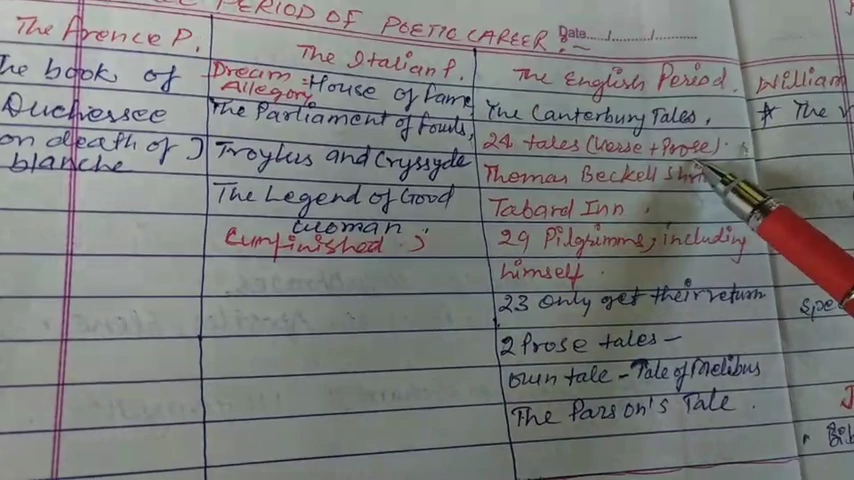 PERIOD OF POETIC CAREER
Date..../..../....
The Frence P.
The Italian P.
The English Period.
William
The book of
Duchessee
on death of
blanche
Dream = House of fame
Allegory
The Parliament of fowls,
Troylus and Cryssyde
The Legend of Good
woman.
(unfinished.)
The Canterbury Tales,
24 tales (verse + Prose).
Thomas Beckell
Tabard Inn.
29 Pilgrimms, including
himself.
23 only get their return
2 Prose tales -
own tale - Tale of Melibus
The Parson's Tale.
* The